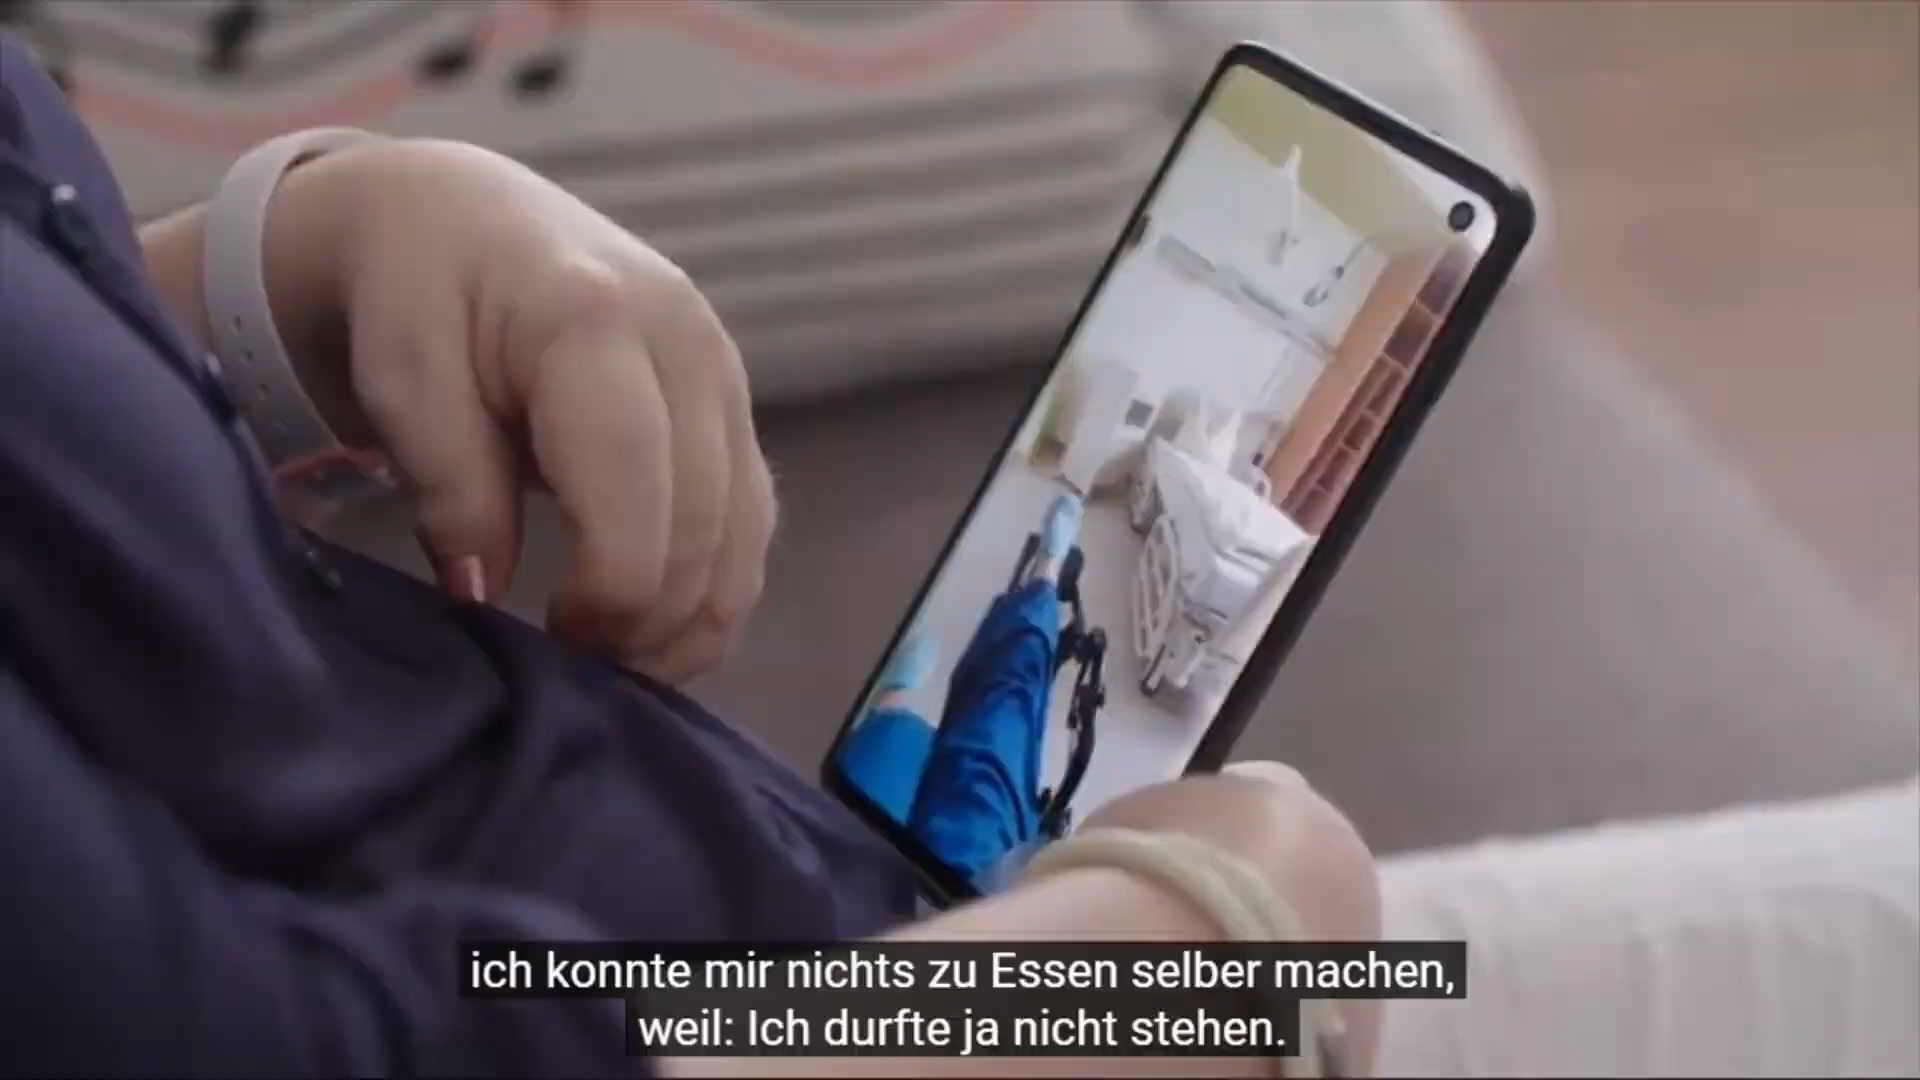 ich konnte mir nichts zu Essen selber machen,
weil: Ich durfte ja nicht stehen.